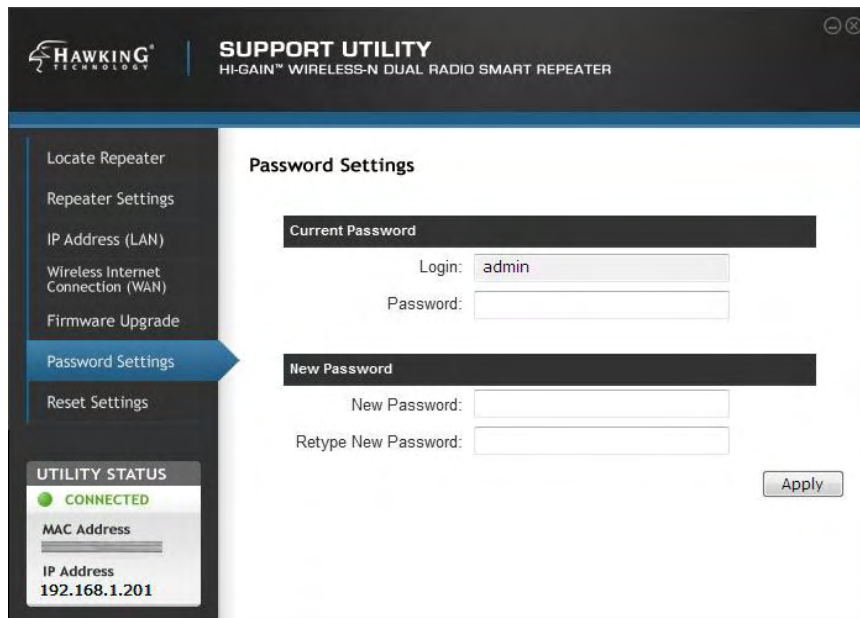 HAWKING®
TECHNOLOGY
SUPPORT UTILITY
HI-GAIN™ WIRELESS-N DUAL RADIO SMART REPEATER
Locate Repeater
Repeater Settings
IP Address (LAN)
Wireless Internet
Connection (WAN)
Firmware Upgrade
Password Settings
Reset Settings
UTILITY STATUS
CONNECTED
MAC Address
IP Address
192.168.1.201
Password Settings
Current Password
Login: admin
Password:
New Password
New Password:
Retype New Password:
Apply